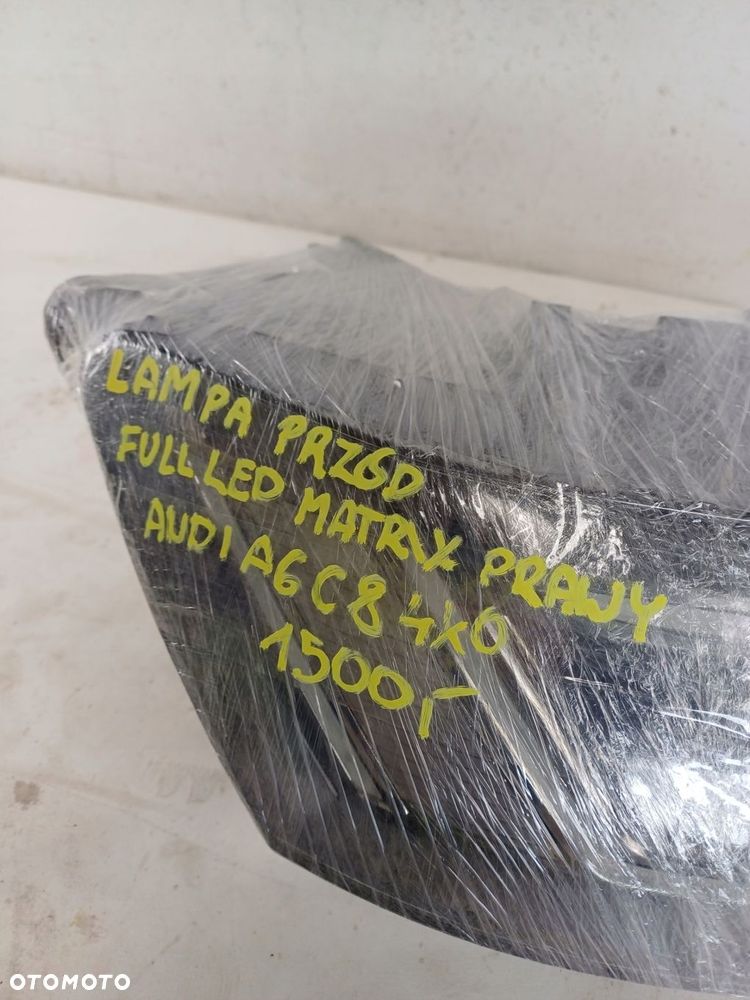 LAMPA PRZÓD
FULL LED MATRIX PRAWY
AUDI A6 C8 4K0
1500,-
OTOMOTO